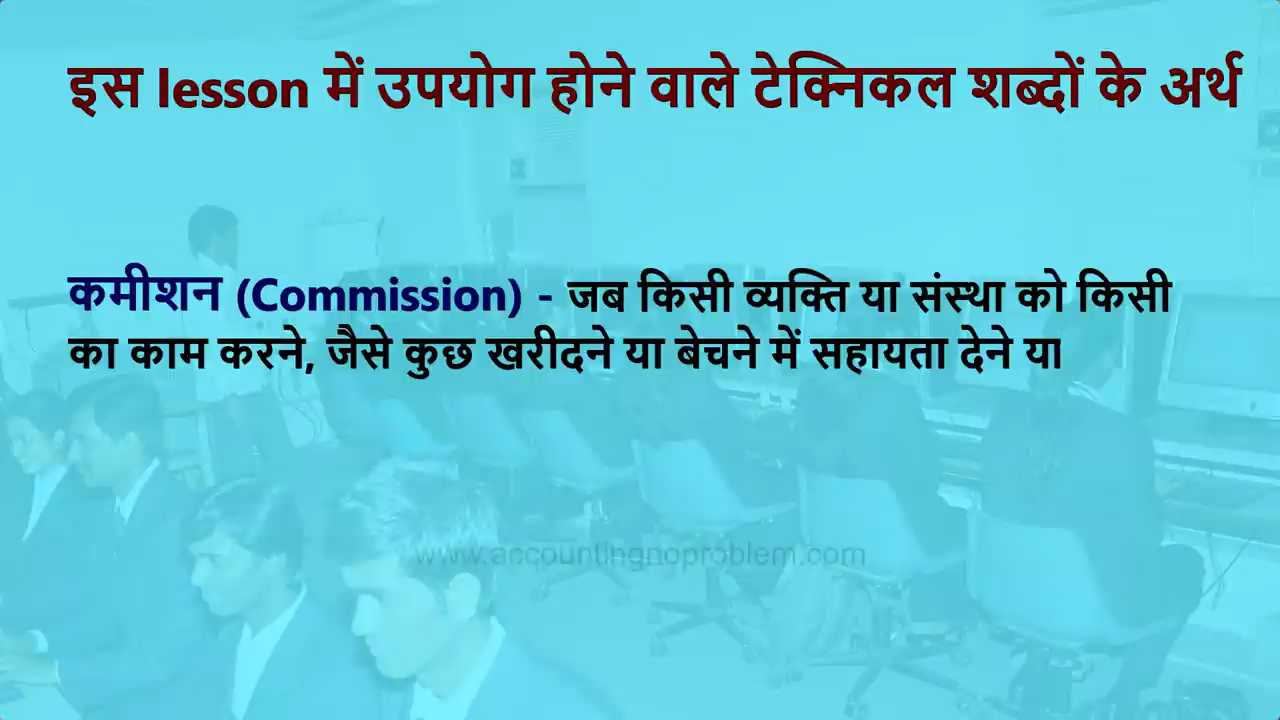 इस lesson में उपयोग होने वाले टेक्निकल शब्दों के अर्थ
कमीशन (Commission) - जब किसी व्यक्ति या संस्था को किसी
का काम करने, जैसे कुछ खरीदने या बेचने में सहायता देने या
www.accountingnoproblem.com